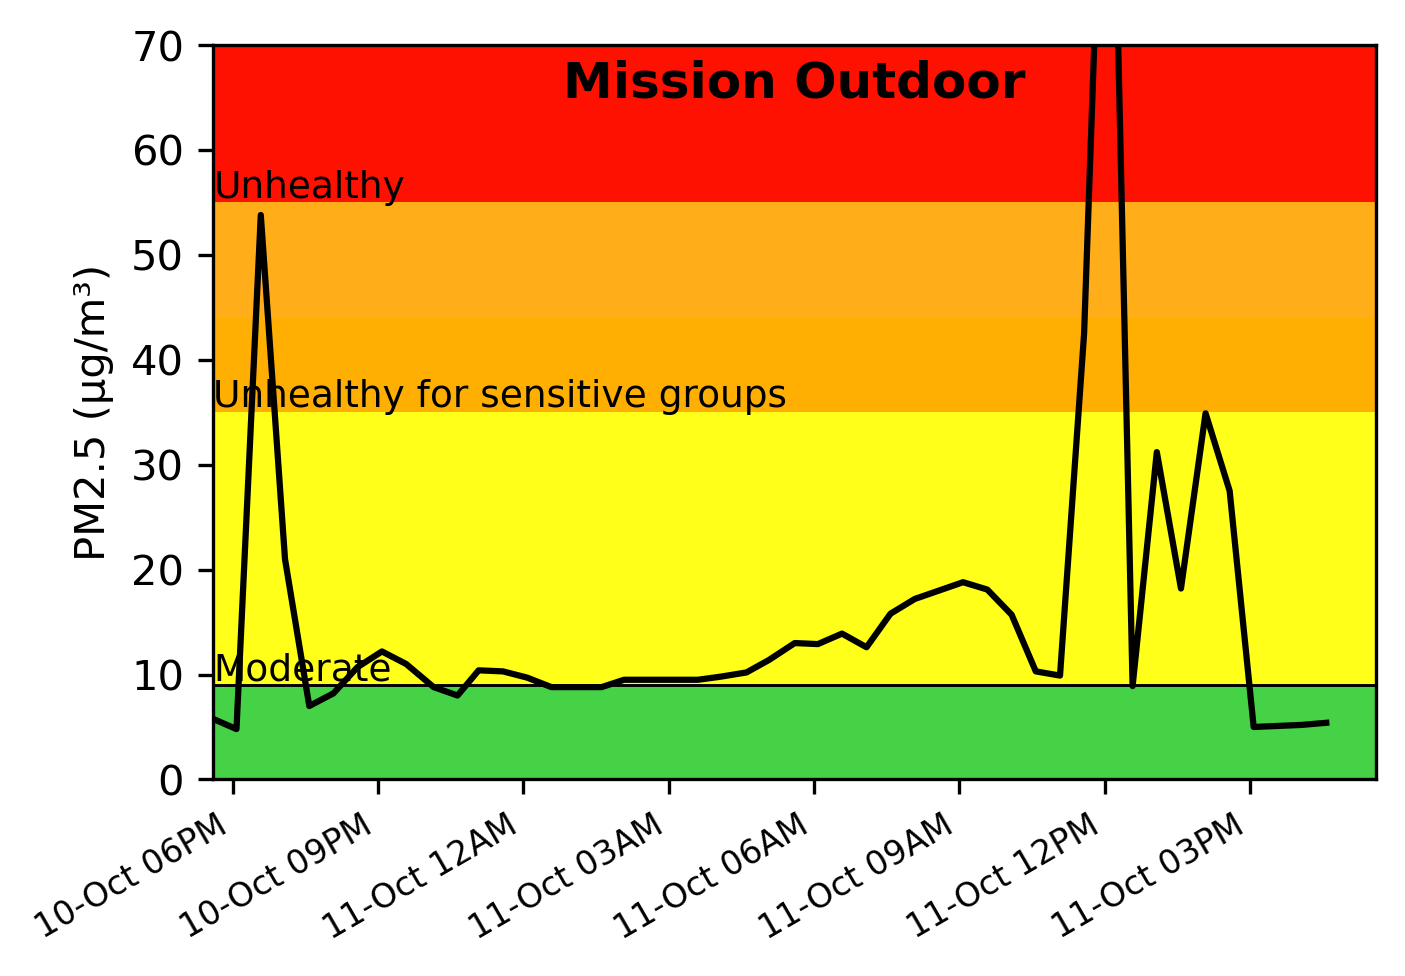 Mission Outdoor
PM2.5 (µg/m³)
70
60
50
40
30
20
10
0
Unhealthy
Unhealthy for sensitive groups
Moderate
10-Oct 06PM
10-Oct 09PM
11-Oct 12AM
11-Oct 03AM
11-Oct 06AM
11-Oct 09AM
11-Oct 12PM
11-Oct 03PM